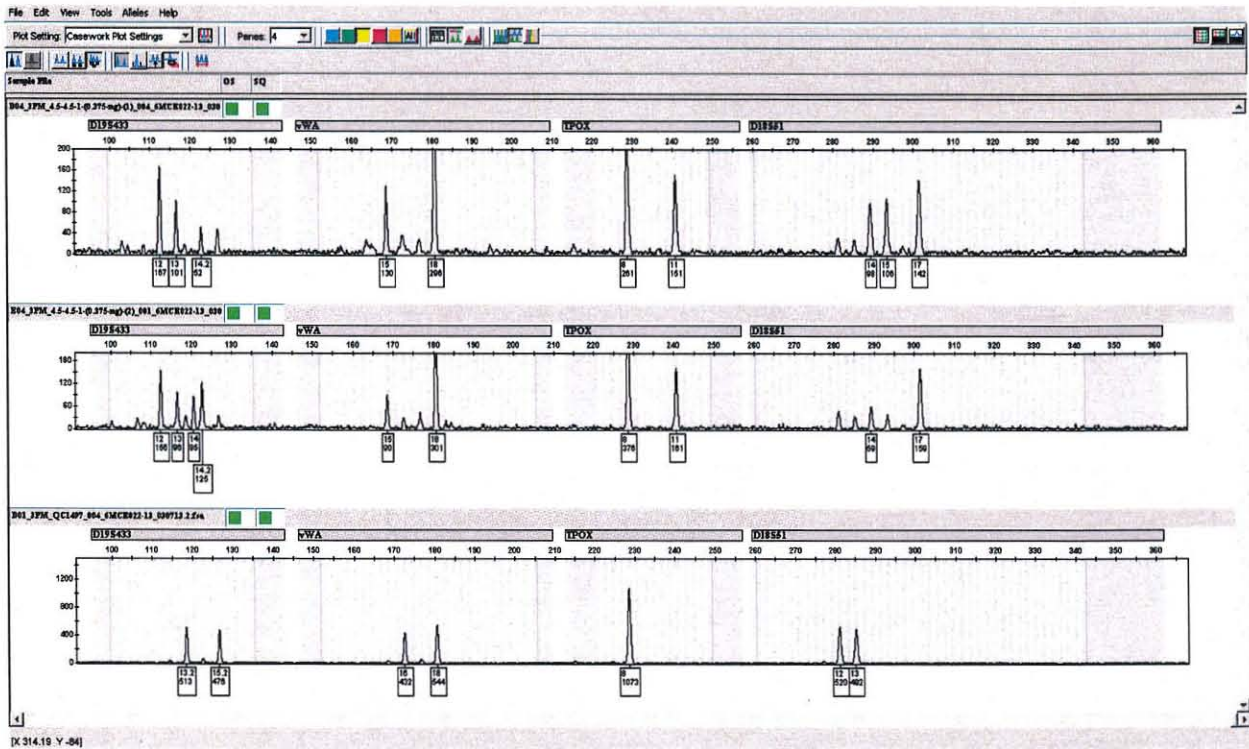 File Edit View Tools Alleles Help
Plot Setting: Casework Plot Settings Panes: 4
Sample File OS SQ
D19S433 vWA TPOX D18S51
100 110 120 130 140 150 160 170 180 190 200 210 220 230 240 250 260 270 280 290 300 310 320 330 340 350 360
200
160
120
80
40
0
12 13 14.2 15 18 8 11 14 15 17
167 101 52 130 296 261 151 98 106 142
D19S433 vWA TPOX D18S51
100 110 120 130 140 150 160 170 180 190 200 210 220 230 240 250 260 270 280 290 300 310 320 330 340 350 360
180
120
60
0
12 13 14 15 18 8 11 14 17
90 301 376 161 159
14.2
125
B01_3PM_QC1497_004_6MCE022-13_030713.2.fsa
D19S433 vWA TPOX D18S51
100 110 120 130 140 150 160 170 180 190 200 210 220 230 240 250 260 270 280 290 300 310 320 330 340 350 360
1200
800
400
0
13.2 15.2 16 18 8 12 13
513 476 432 544 1073 520 482
[X 314.19 Y -84]